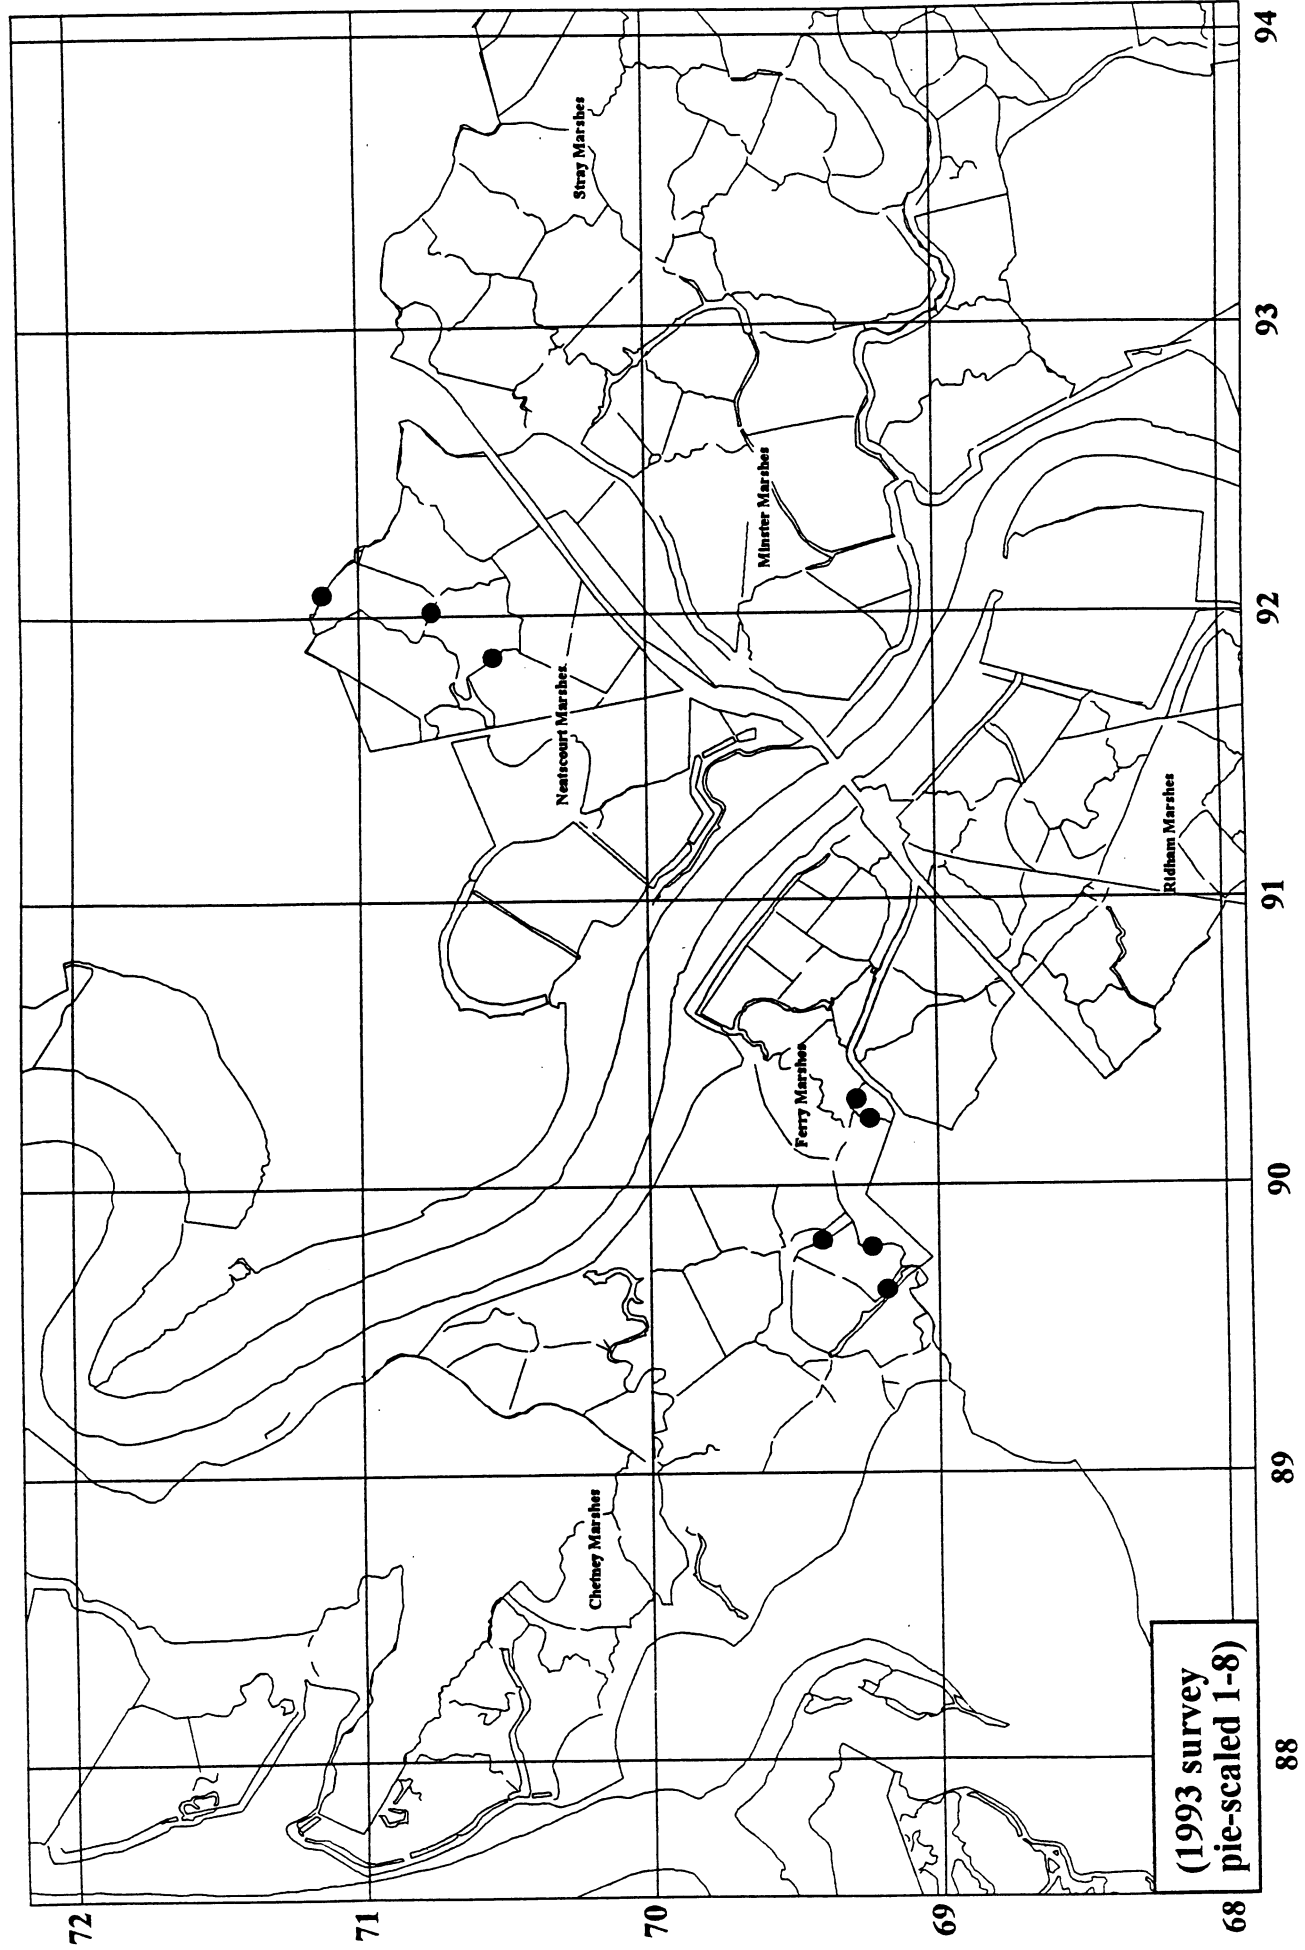 72
71
70
69
68
88
89
90
91
92
93
94
Stray Marshes
Minster Marshes
Neatscourt Marshes
Ridham Marshes
Ferry Marshes
Chetney Marshes
(1993 survey
pie-scaled 1-8)